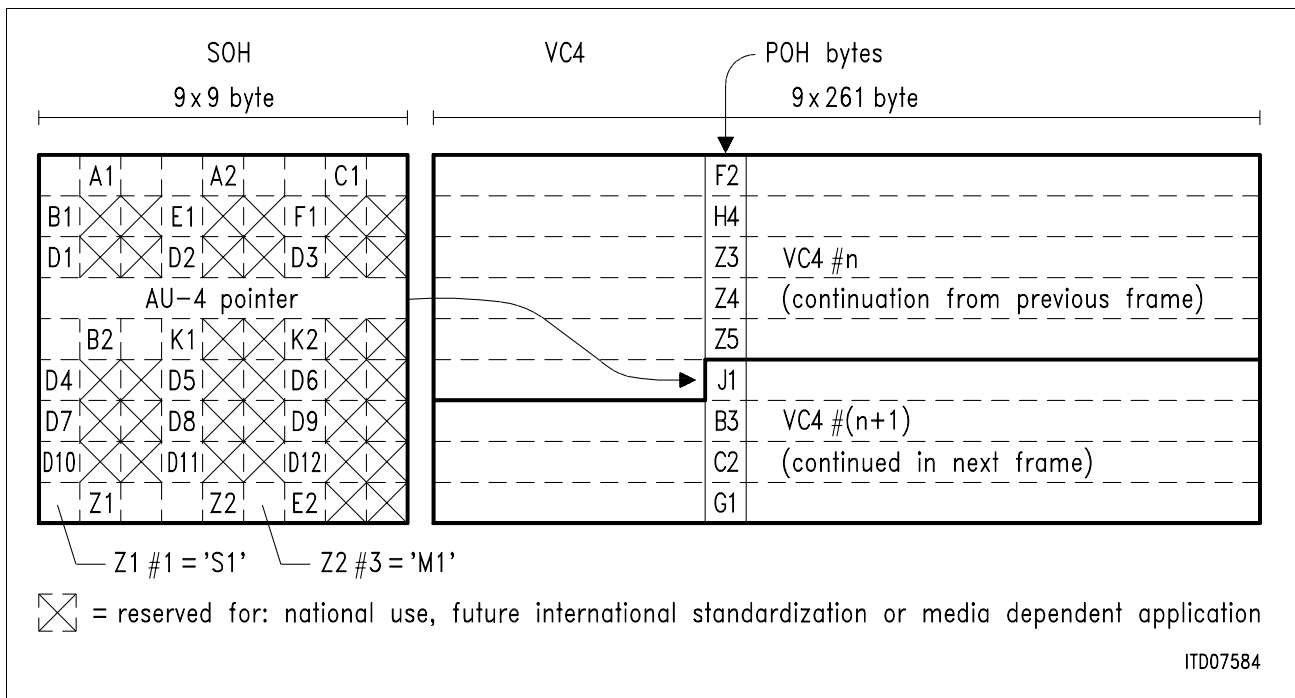 SOH VC4 POH bytes
9 x 9 byte 9 x 261 byte
A1 A2 C1 F2
B1 E1 F1 H4
D1 D2 D3 Z3 VC4 #n
AU-4 pointer Z4 (continuation from previous frame)
B2 K1 K2 Z5
D4 D5 D6 J1
D7 D8 D9 B3 VC4 #(n+1)
D10 D11 D12 C2 (continued in next frame)
Z1 Z2 E2 G1
Z1 #1 = 'S1' Z2 #3 = 'M1'
= reserved for: national use, future international standardization or media dependent application
ITD07584